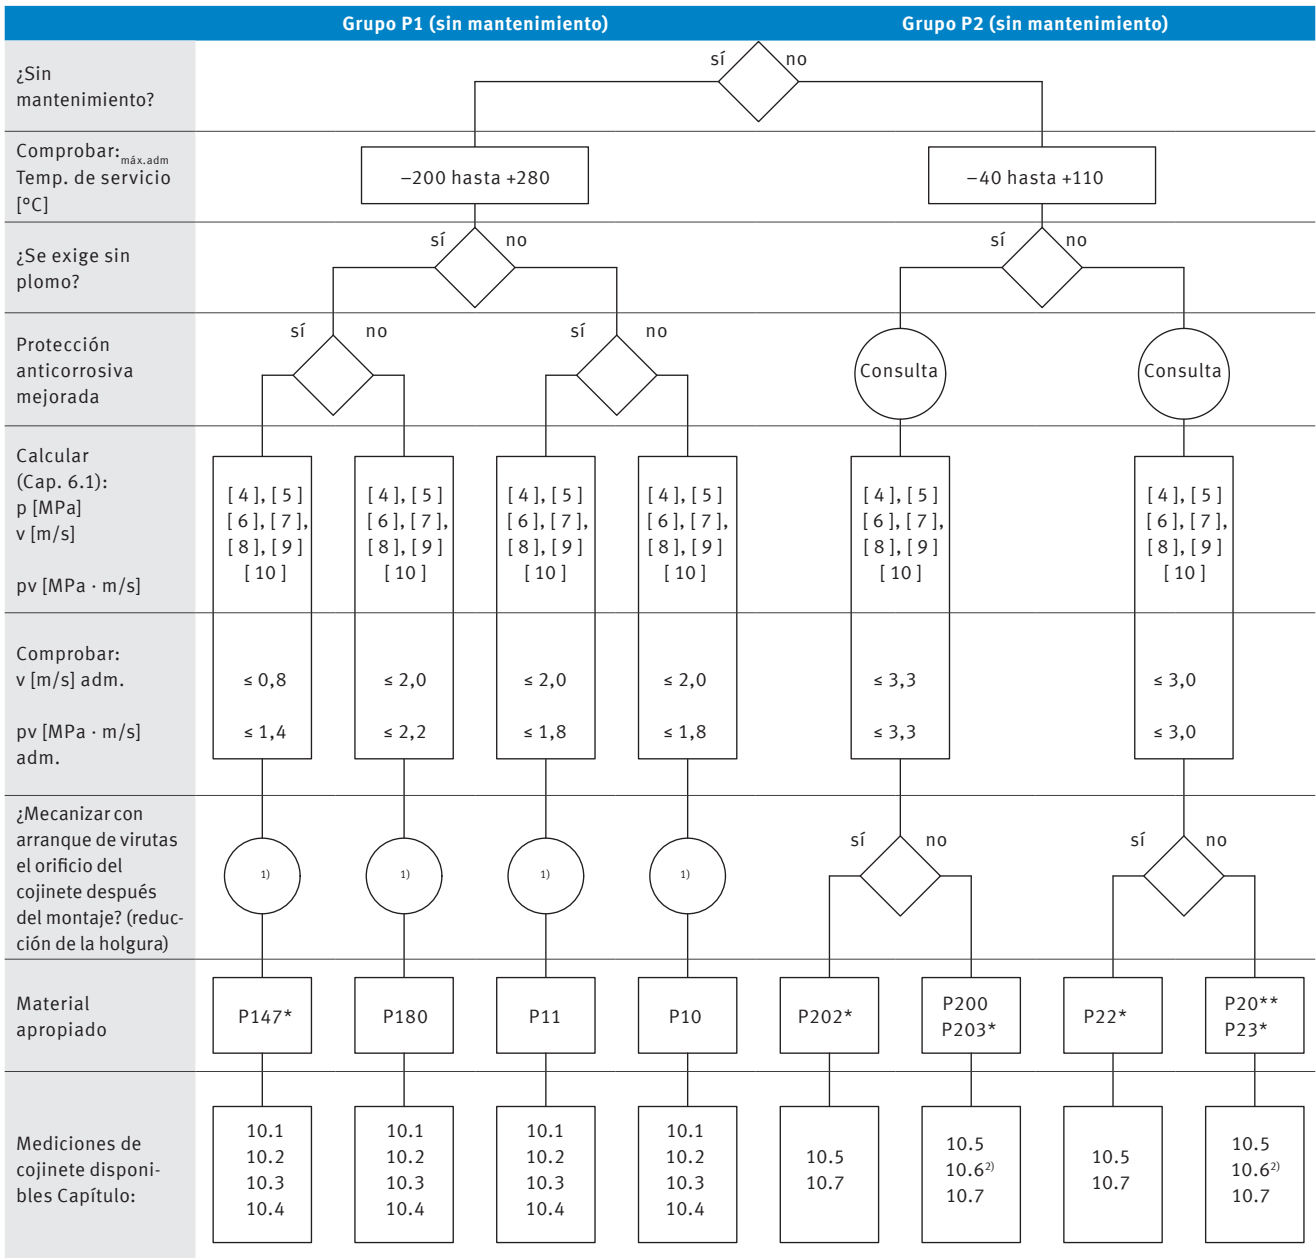 Grupo P1 (sin mantenimiento) Grupo P2 (sin mantenimiento)
¿Sin
mantenimiento?
sí no
Comprobar:máx.adm
Temp. de servicio
[°C]
–200 hasta +280 –40 hasta +110
¿Se exige sin
plomo?
sí no sí no
Protección
anticorrosiva
mejorada
sí no sí no
Consulta Consulta
Calcular
(Cap. 6.1):
p [MPa]
v [m/s]
pv [MPa · m/s]
[ 4 ], [ 5 ] [ 4 ], [ 5 ] [ 4 ], [ 5 ] [ 4 ], [ 5 ] [ 4 ], [ 5 ] [ 4 ], [ 5 ]
[ 6 ], [ 7 ], [ 6 ], [ 7 ], [ 6 ], [ 7 ], [ 6 ], [ 7 ], [ 6 ], [ 7 ], [ 6 ], [ 7 ],
[ 8 ], [ 9 ] [ 8 ], [ 9 ] [ 8 ], [ 9 ] [ 8 ], [ 9 ] [ 8 ], [ 9 ] [ 8 ], [ 9 ]
[ 10 ] [ 10 ] [ 10 ] [ 10 ] [ 10 ] [ 10 ]
Comprobar:
v [m/s] adm. ≤ 0,8 ≤ 2,0 ≤ 2,0 ≤ 2,0 ≤ 3,3 ≤ 3,0
pv [MPa · m/s] ≤ 1,4 ≤ 2,2 ≤ 1,8 ≤ 1,8 ≤ 3,3 ≤ 3,0
adm.
¿Mecanizar con
arranque de virutas
el orificio del
cojinete después
del montaje? (reduc-
ción de la holgura)
1) 1) 1) 1) sí no sí no
Material
apropiado
P147* P180 P11 P10 P202* P200 P22* P20**
P203* P23*
Mediciones de
cojinete disponi-
bles Capítulo:
10.1 10.1 10.1 10.1 10.5 10.5 10.5 10.5
10.2 10.2 10.2 10.2 10.7 10.6²⁾ 10.7 10.6²⁾
10.3 10.3 10.3 10.3 10.7 10.7
10.4 10.4 10.4 10.4